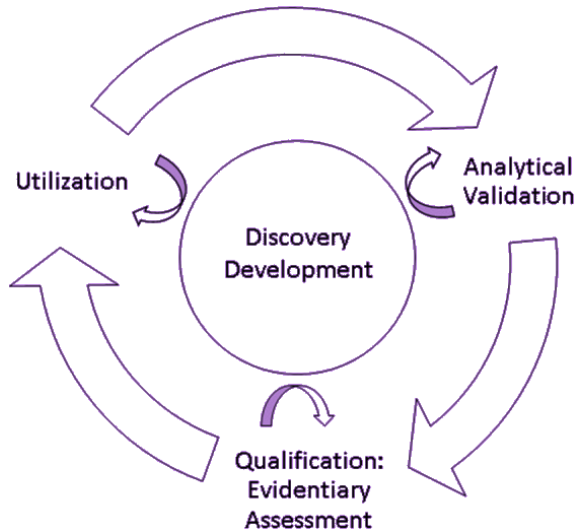 Utilization
Analytical
Validation
Discovery
Development
Qualification:
Evidentiary
Assessment